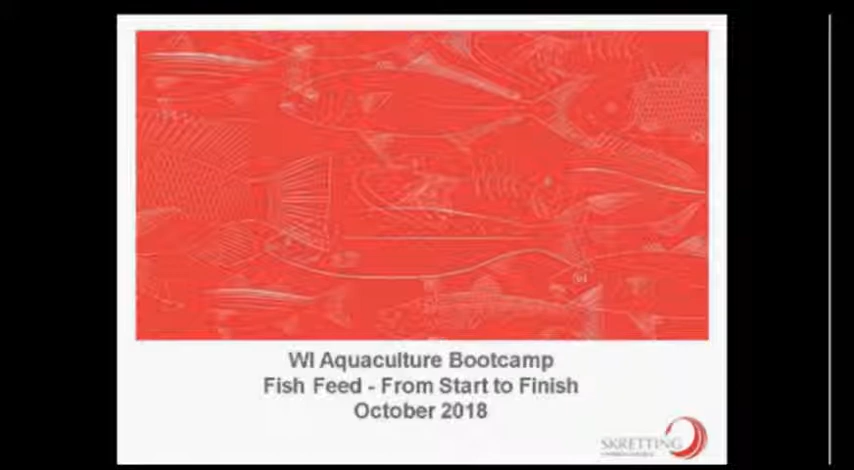 WI Aquaculture Bootcamp
Fish Feed - From Start to Finish
October 2018
SKRETTING